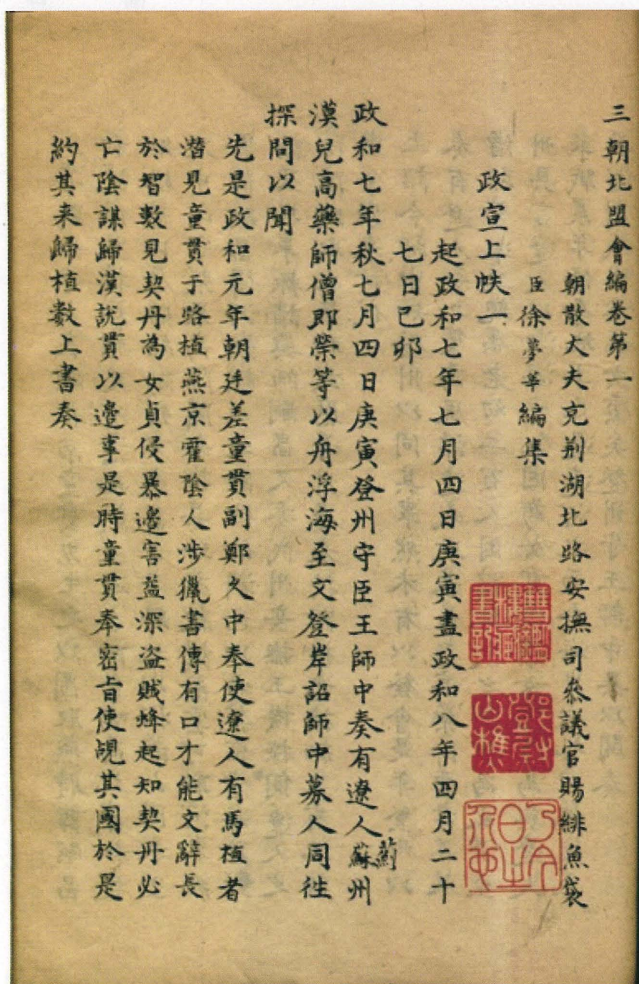 三朝北盟會編卷第一
朝散大夫克荆湖北路安撫司叅議官賜緋魚袋
臣徐夢莘編集
政宣上帙一
起政和七年七月四日庚寅盡政和八年四月二十
七日己夘
政和七年秋七月四日庚寅登州守臣王師中奏有遼人蘇州
薊
漢兒高藥師僧即榮等以舟浮海至文登岸詔師中募人同徃
探問以聞
先是政和元年朝廷差童貫副鄭久中奉使遼人有馬植者
潛見童貫于路植燕京霍陰人涉獵書傳有口才能文辭長
於智數見契丹為女貞侵暴邊害益深盜賊蜂起知契丹必
亡陰謀歸漢說貫以邊事是時童貫奉密旨使覘其國於是
約其来歸植數上書奏
雙鑑樓